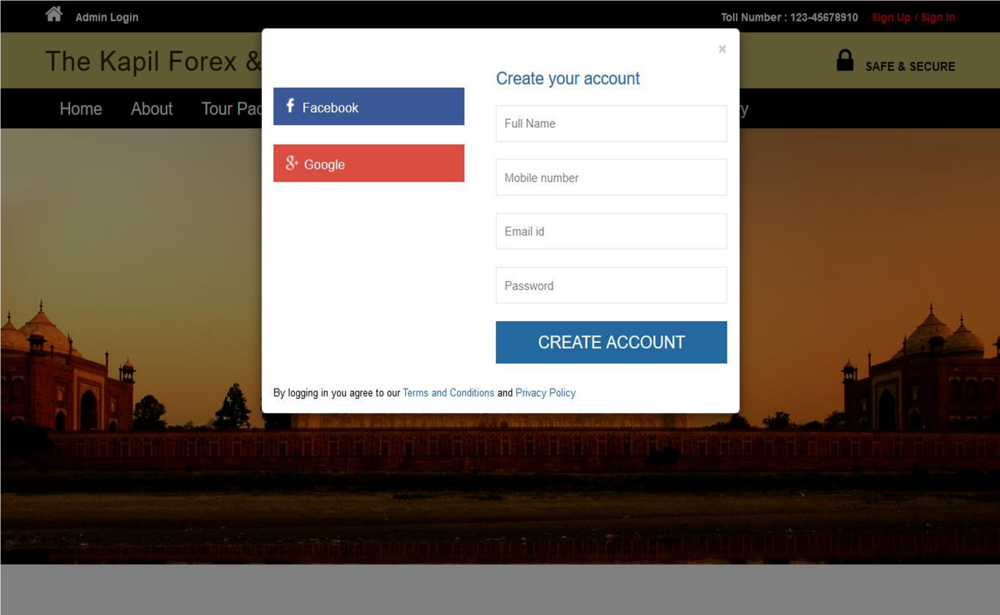 Admin Login
Toll Number : 123-45678910 Sign Up / Sign In
The Kapil Forex &
SAFE & SECURE
Home About Tour Pac
y
×
Facebook
Google
Create your account
Full Name
Mobile number
Email id
Password
CREATE ACCOUNT
By logging in you agree to our Terms and Conditions and Privacy Policy